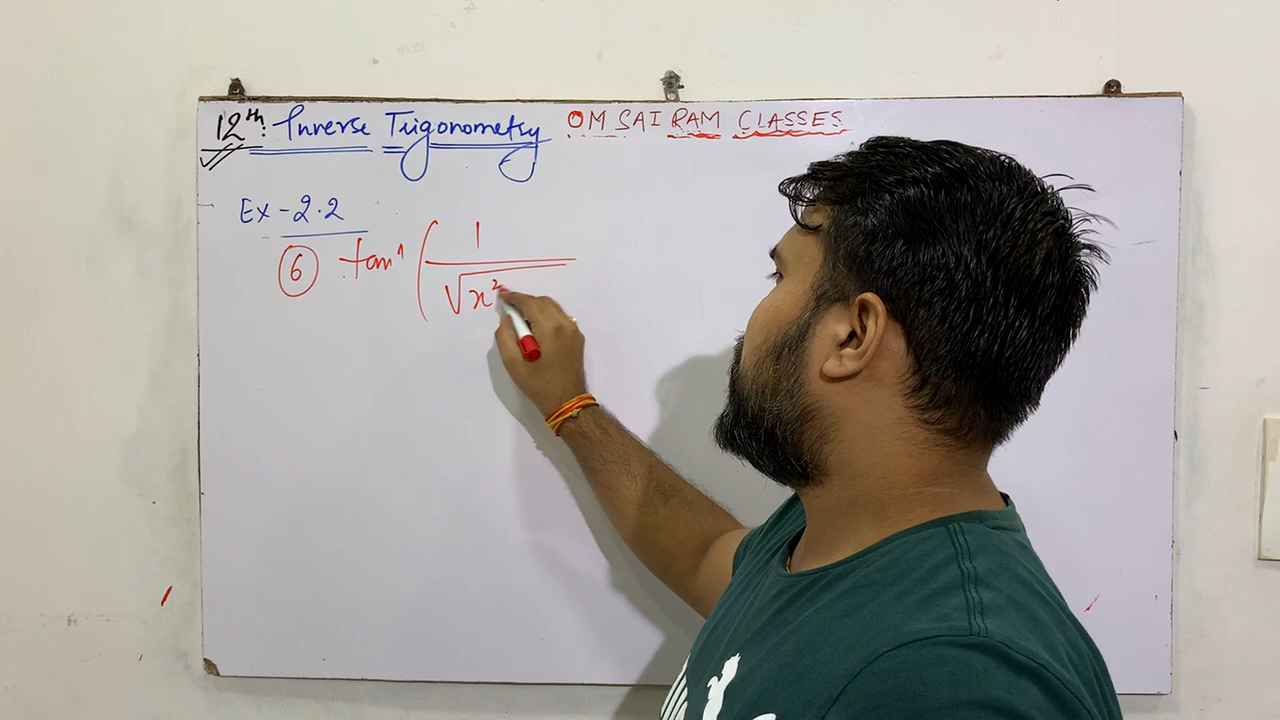 12th: Inverse Trigonometry OM SAI RAM CLASSES
Ex - 2.2
6 tan⁻¹ ( 1 / √x²